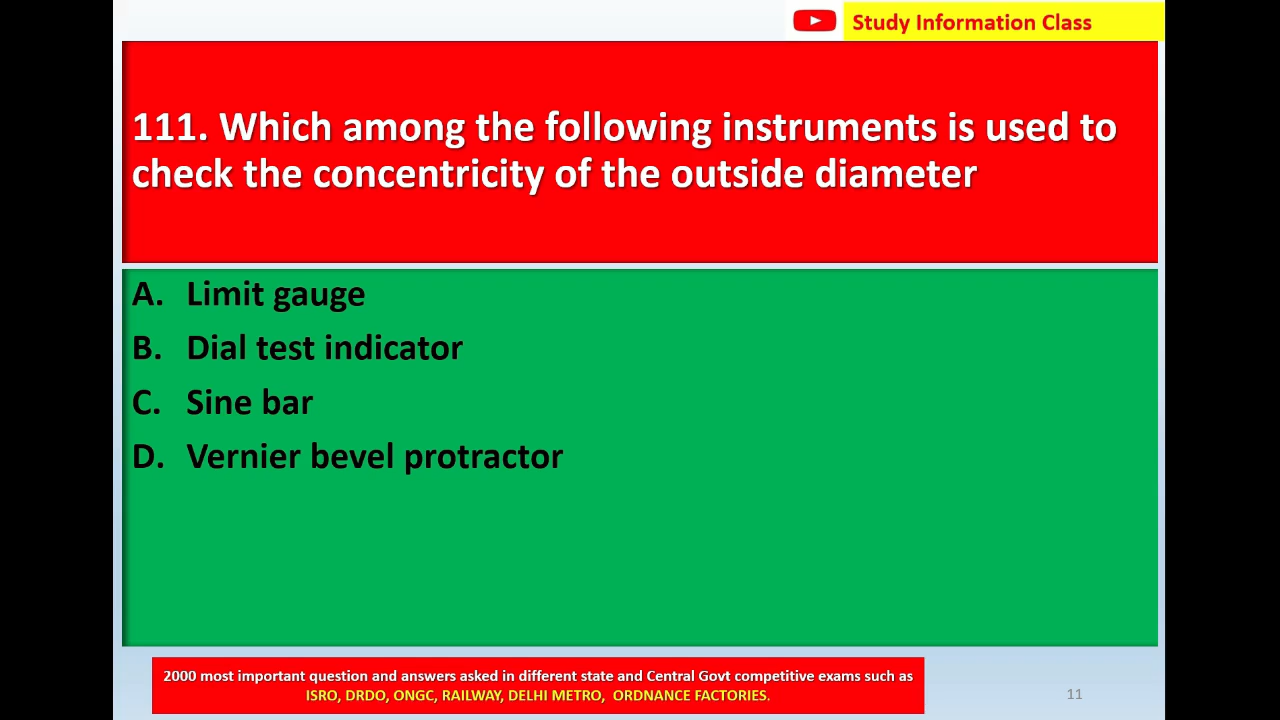 Study Information Class
111. Which among the following instruments is used to
check the concentricity of the outside diameter
A. Limit gauge
B. Dial test indicator
C. Sine bar
D. Vernier bevel protractor
2000 most important question and answers asked in different state and Central Govt competitive exams such as
ISRO, DRDO, ONGC, RAILWAY, DELHI METRO, ORDNANCE FACTORIES.
11